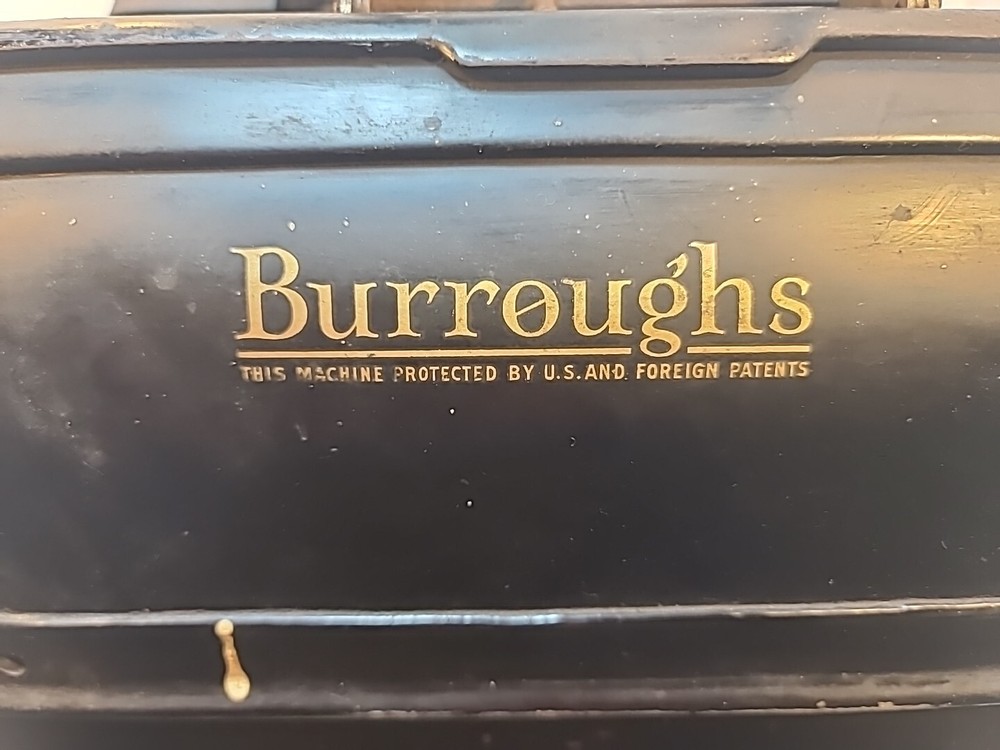 Burroughs
THIS MACHINE PROTECTED BY U.S. AND FOREIGN PATENTS